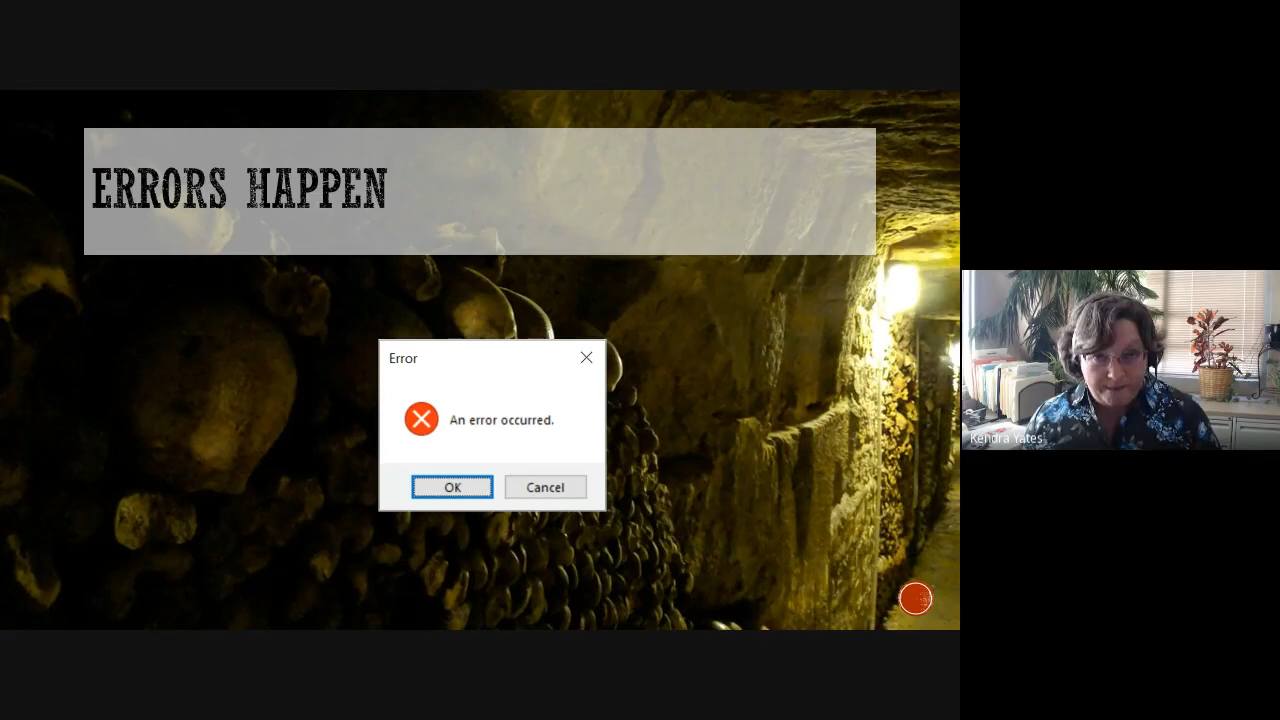 ERRORS HAPPEN
Error
An error occurred.
OK
Cancel
Kendra Yates